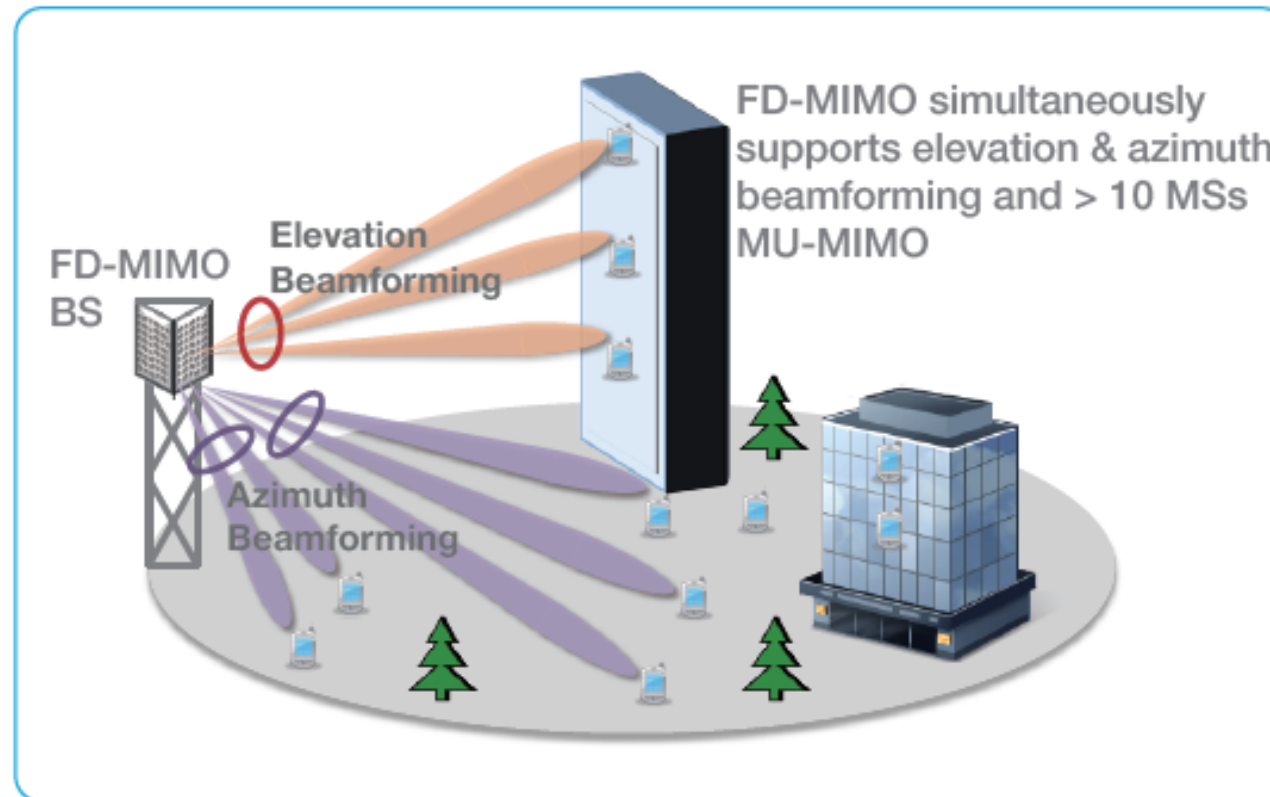 FD-MIMO simultaneously
supports elevation & azimuth
beamforming and > 10 MSs
MU-MIMO
Elevation
Beamforming
FD-MIMO
BS
Azimuth
Beamforming